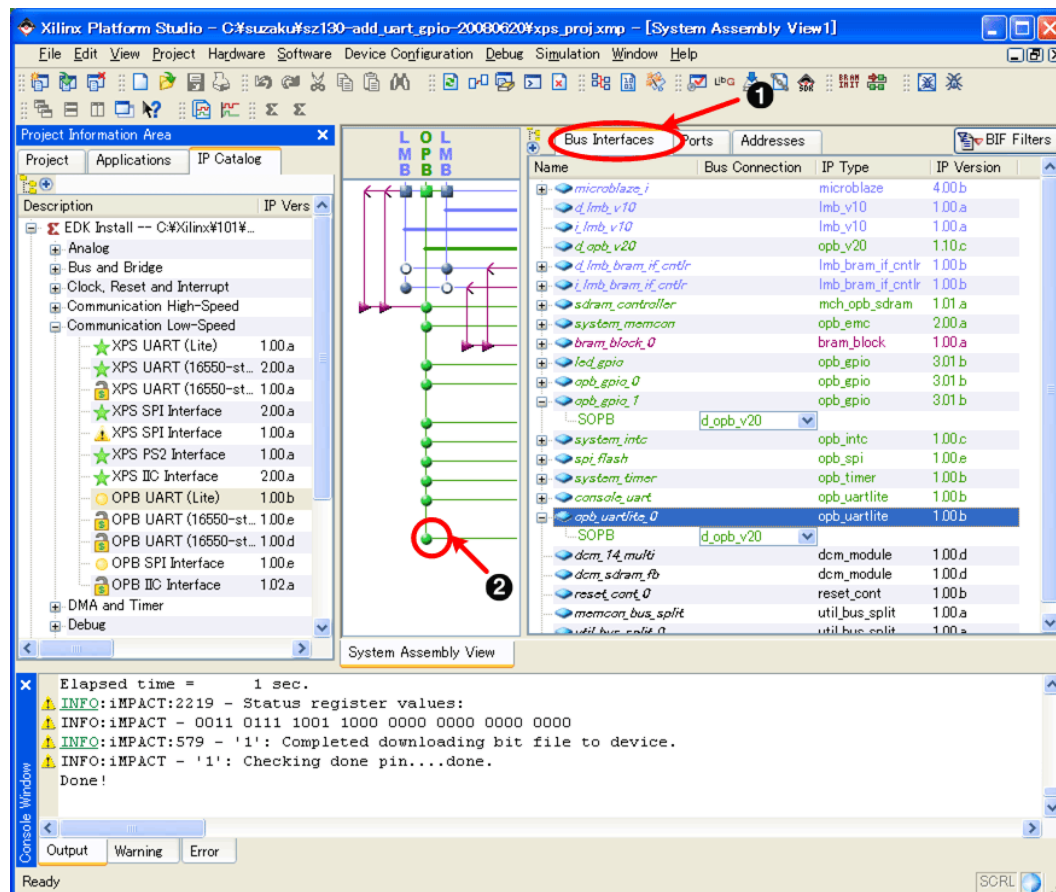 Xilinx Platform Studio - C:¥suzaku¥sz130-add_uart_gpio-20080620¥xps_proj.xmp - [System Assembly View1]
File Edit View Project Hardware Software Device Configuration Debug Simulation Window Help
1
Project Information Area
Project Applications IP Catalog
Description IP Vers
EDK Install -- C:¥Xilinx¥101¥...
Analog
Bus and Bridge
Clock, Reset and Interrupt
Communication High-Speed
Communication Low-Speed
XPS UART (Lite) 1.00.a
XPS UART (16550-st... 2.00.a
XPS UART (16550-st... 1.00.a
XPS SPI Interface 2.00.a
XPS SPI Interface 1.00.a
XPS PS2 Interface 1.00.a
XPS IIC Interface 2.00.a
OPB UART (Lite) 1.00.b
OPB UART (16550-st... 1.00.e
OPB UART (16550-st... 1.00.d
OPB SPI Interface 1.00.e
OPB IIC Interface 1.02.a
DMA and Timer
Debug
L O L
M P M
B B B
2
System Assembly View
Bus Interfaces Ports Addresses BIF Filters
Name Bus Connection IP Type IP Version
microblaze_i microblaze 4.00.b
d_lmb_v10 lmb_v10 1.00.a
i_lmb_v10 lmb_v10 1.00.a
d_opb_v20 opb_v20 1.10.c
d_lmb_bram_if_cntlr lmb_bram_if_cntlr 1.00.b
i_lmb_bram_if_cntlr lmb_bram_if_cntlr 1.00.b
sdram_controller mch_opb_sdram 1.01.a
system_memcon opb_emc 2.00.a
bram_block_0 bram_block 1.00.a
led_gpio opb_gpio 3.01.b
opb_gpio_0 opb_gpio 3.01.b
opb_gpio_1 opb_gpio 3.01.b
SOPB d_opb_v20
system_intc opb_intc 1.00.c
spi_flash opb_spi 1.00.e
system_timer opb_timer 1.00.b
console_uart opb_uartlite 1.00.b
opb_uartlite_0 opb_uartlite 1.00.b
SOPB d_opb_v20
dcm_14_multi dcm_module 1.00.d
dcm_sdram_fb dcm_module 1.00.d
reset_cont_0 reset_cont 1.00.b
memcon_bus_split util_bus_split 1.00.a
util_bus_split_0 util_bus_split 1.00.a
Console Window
Elapsed time = 1 sec.
INFO:iMPACT:2219 - Status register values:
INFO:iMPACT - 0011 0111 1001 1000 0000 0000 0000 0000
INFO:iMPACT:579 - '1': Completed downloading bit file to device.
INFO:iMPACT - '1': Checking done pin....done.
Done!
Output Warning Error
Ready SCRL